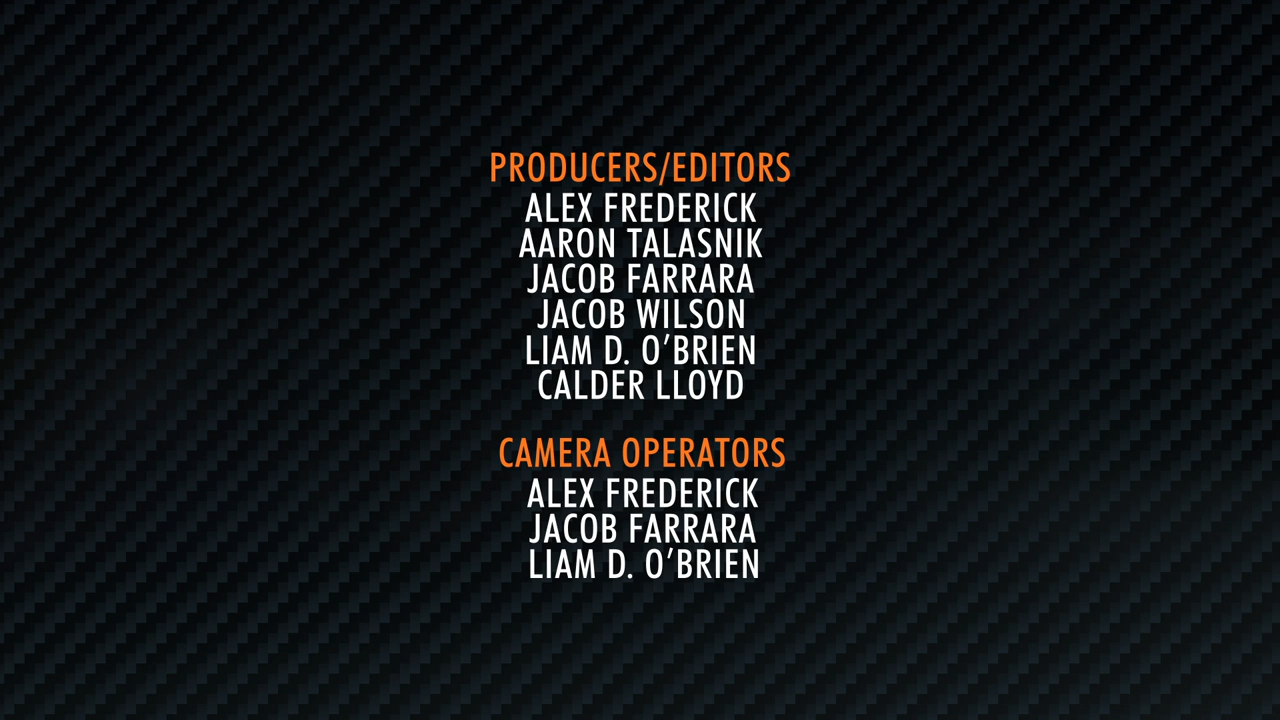 PRODUCERS/EDITORS
ALEX FREDERICK
AARON TALASNIK
JACOB FARRARA
JACOB WILSON
LIAM D. O’BRIEN
CALDER LLOYD
CAMERA OPERATORS
ALEX FREDERICK
JACOB FARRARA
LIAM D. O’BRIEN